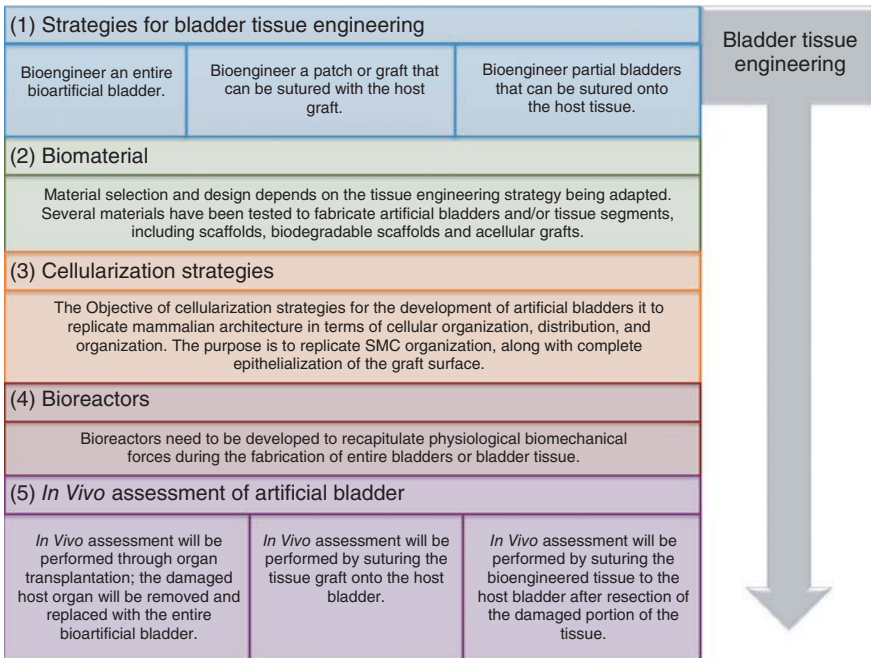 (1) Strategies for bladder tissue engineering
Bioengineer an entire
bioartificial bladder.
Bioengineer a patch or graft that
can be sutured with the host
graft.
Bioengineer partial bladders
that can be sutured onto
the host tissue.
(2) Biomaterial
Material selection and design depends on the tissue engineering strategy being adapted.
Several materials have been tested to fabricate artificial bladders and/or tissue segments,
including scaffolds, biodegradable scaffolds and acellular grafts.
(3) Cellularization strategies
The Objective of cellularization strategies for the development of artificial bladders it to
replicate mammalian architecture in terms of cellular organization, distribution, and
organization. The purpose is to replicate SMC organization, along with complete
epithelialization of the graft surface.
(4) Bioreactors
Bioreactors need to be developed to recapitulate physiological biomechanical
forces during the fabrication of entire bladders or bladder tissue.
(5) In Vivo assessment of artificial bladder
In Vivo assessment will be
performed through organ
transplantation; the damaged
host organ will be removed and
replaced with the entire
bioartificial bladder.
In Vivo assessment will be
performed by suturing the
tissue graft onto the host
bladder.
In Vivo assessment will be
performed by suturing the
bioengineered tissue to the
host bladder after resection of
the damaged portion of the
tissue.
Bladder tissue
engineering